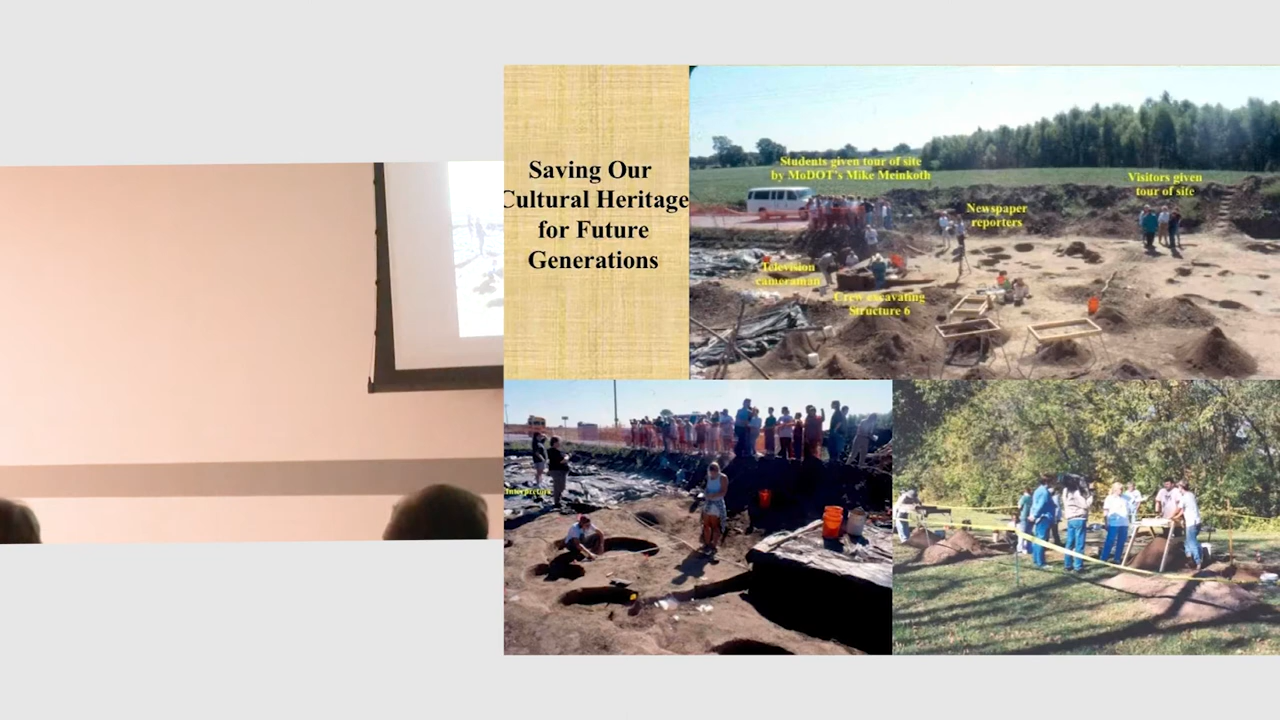 Saving Our
Cultural Heritage
for Future
Generations
Students given tour of site
by MoDOT's Mike Meinkoth
Visitors given
tour of site
Newspaper
reporters
Television
cameraman
Crew excavating
Structure 6
Interpretors